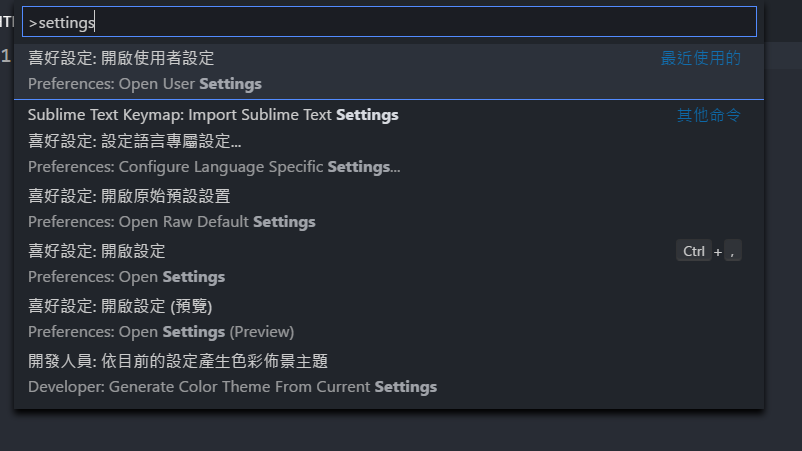 >settings
1
喜好設定: 開啟使用者設定 最近使用的
Preferences: Open User Settings
Sublime Text Keymap: Import Sublime Text Settings 其他命令
喜好設定: 設定語言專屬設定...
Preferences: Configure Language Specific Settings...
喜好設定: 開啟原始預設設置
Preferences: Open Raw Default Settings
喜好設定: 開啟設定 Ctrl + ,
Preferences: Open Settings
喜好設定: 開啟設定 (預覽)
Preferences: Open Settings (Preview)
開發人員: 依目前的設定產生色彩佈景主題
Developer: Generate Color Theme From Current Settings